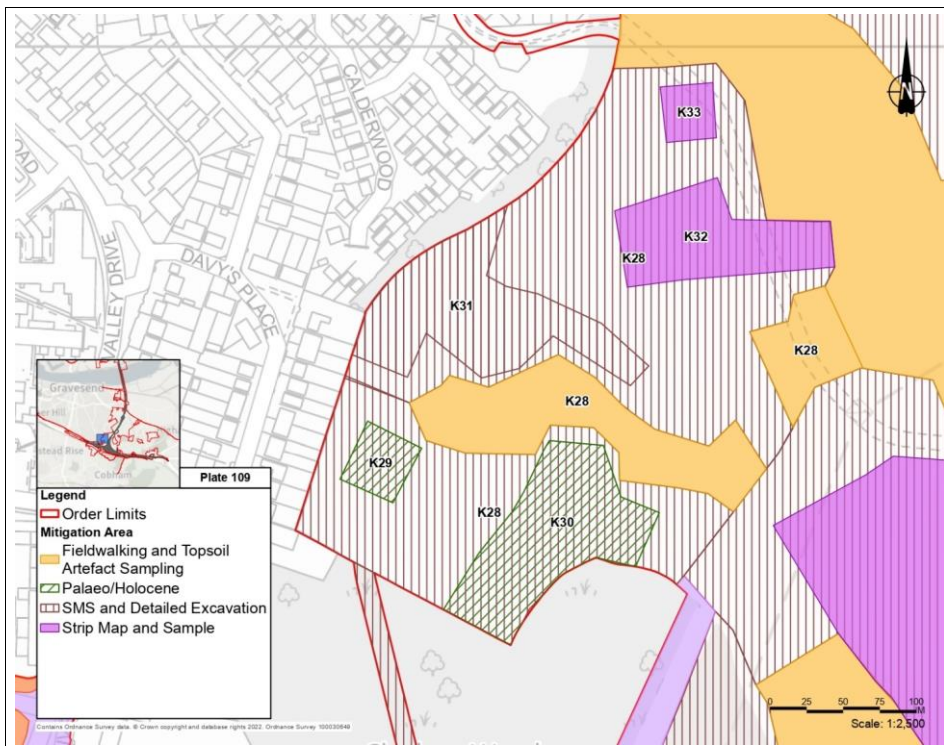 CALDERWOOD
ROAD
VALLEY DRIVE
DAVY'S PLACE
N
K33
K32
K28
K31
K28
K28
K29
K28
K30
Gravesend
Cobham
Plate 109
Legend
Order Limits
Mitigation Area
Fieldwalking and Topsoil
Artefact Sampling
Palaeo/Holocene
SMS and Detailed Excavation
Strip Map and Sample
0 25 50 75 100
M
Scale: 1:2,500
Contains Ordnance Survey data. © Crown copyright and database rights 2022. Ordnance Survey 100030649